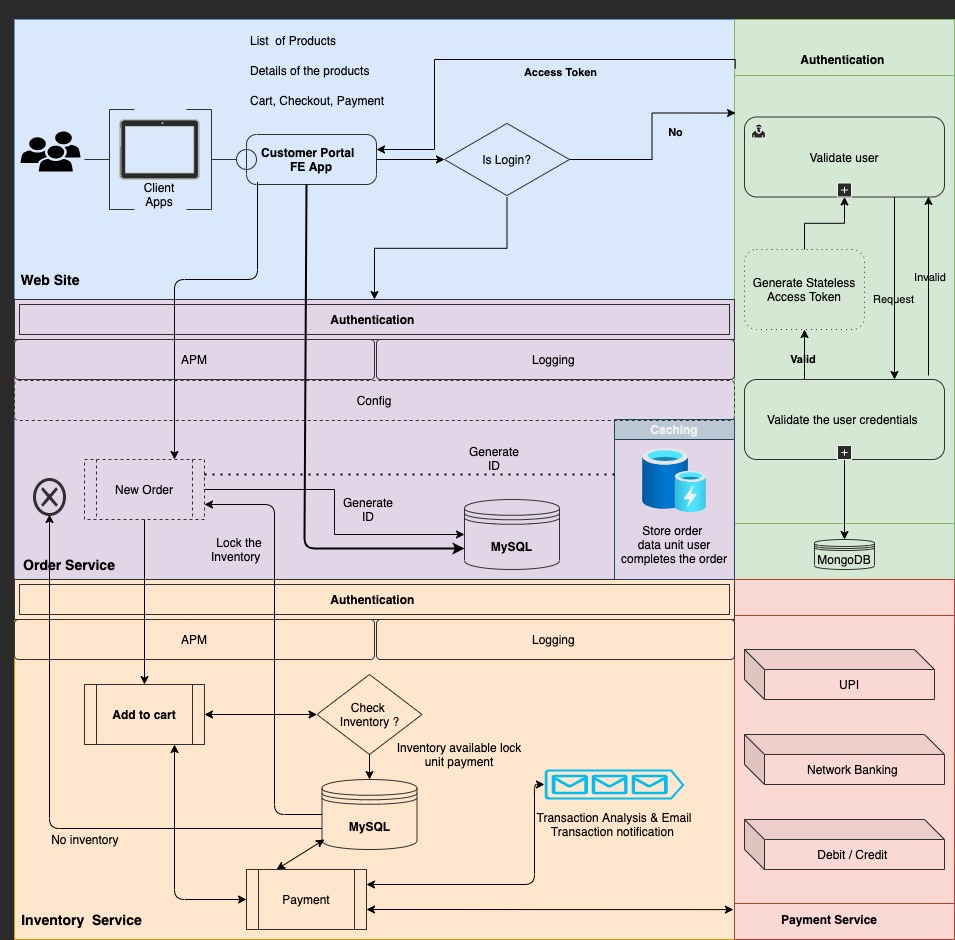 List  of Products
Details of the products
Cart, Checkout, Payment
Access Token
Authentication
No
Customer Portal
FE App
Is Login?
Validate user
Client
Apps
Web Site
Generate Stateless
Access Token
Request
Invalid
Authentication
APM
Logging
Valid
Config
Caching
Validate the user credentials
Generate
ID
New Order
Generate
ID
Lock the
Inventory
MySQL
Store order
data unit user
completes the order
MongoDB
Order Service
Authentication
APM
Logging
UPI
Add to cart
Check
Inventory ?
Inventory available lock
unit payment
Network Banking
MySQL
Transaction Analysis & Email
Transaction notification
No inventory
Debit / Credit
Payment
Inventory  Service
Payment Service